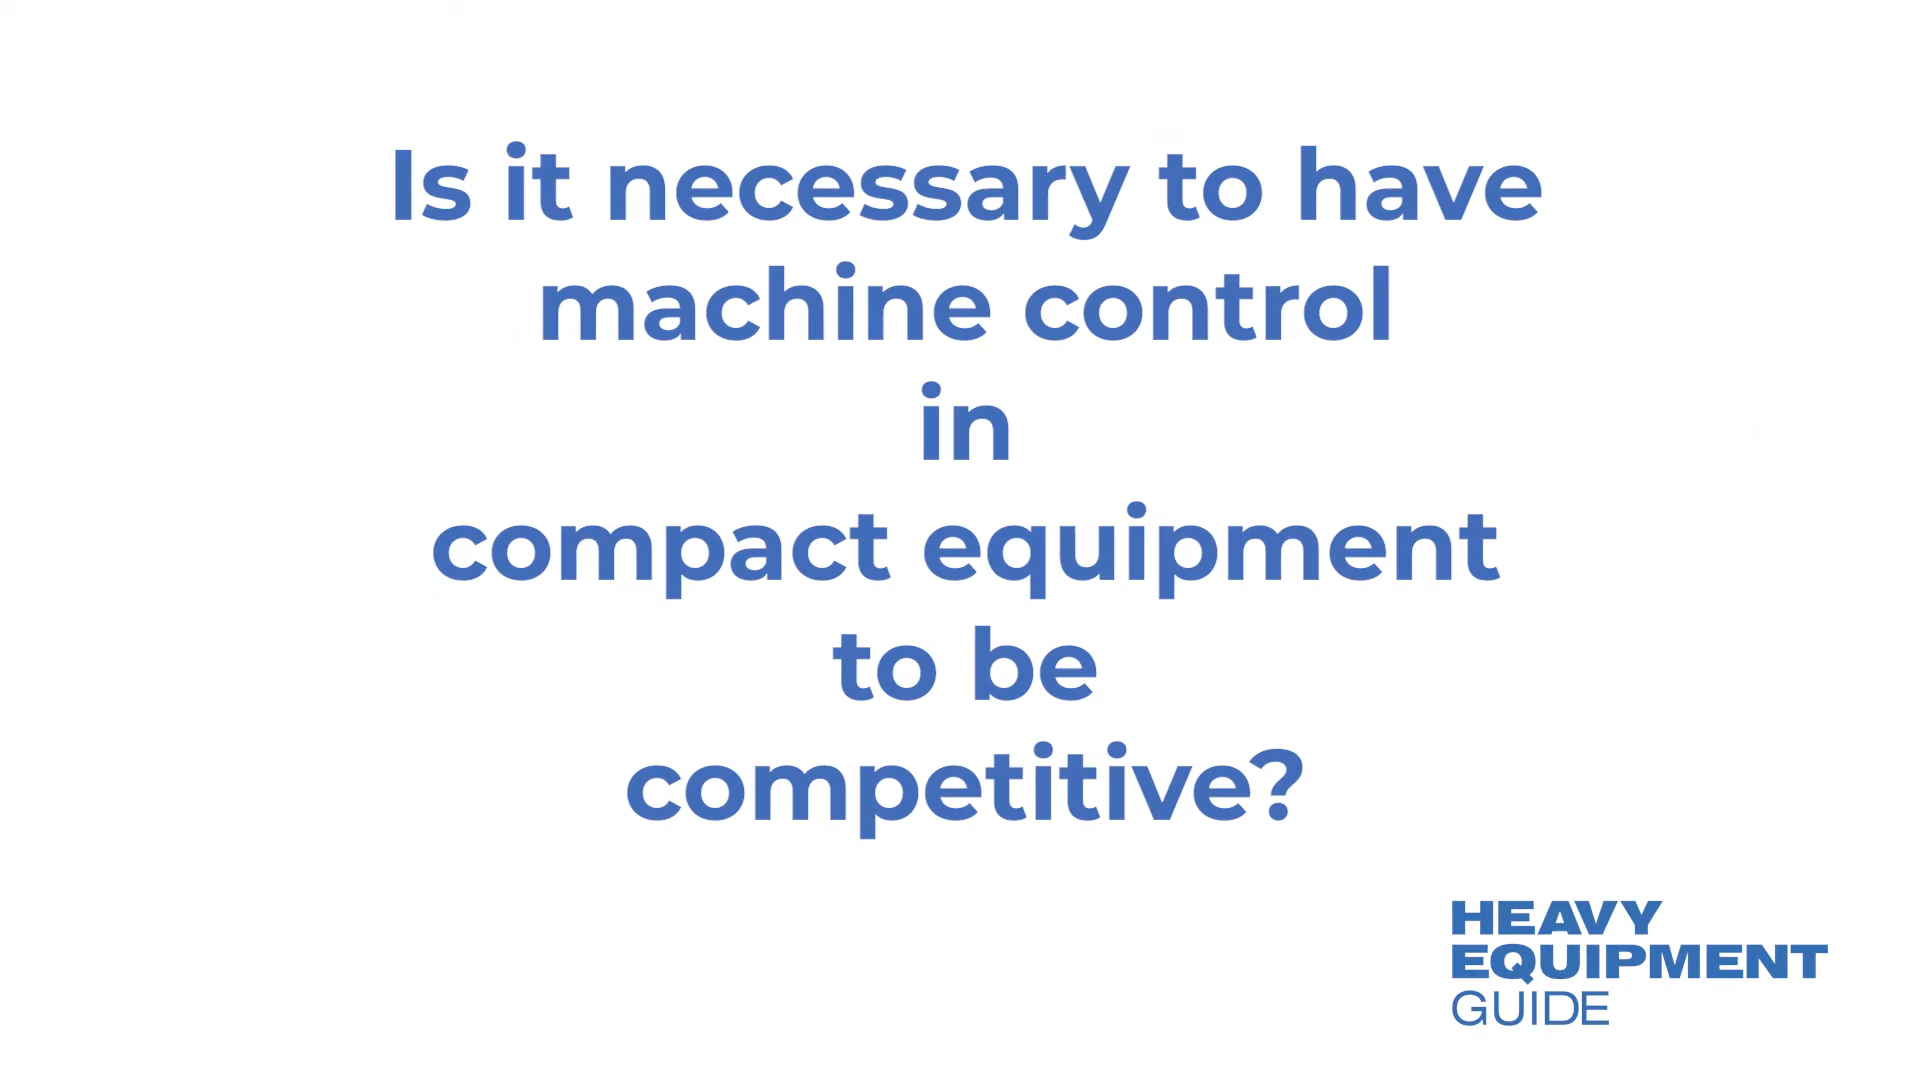 Is it necessary to have
machine control
in
compact equipment
to be
competitive?
HEAVY
EQUIPMENT
GUIDE